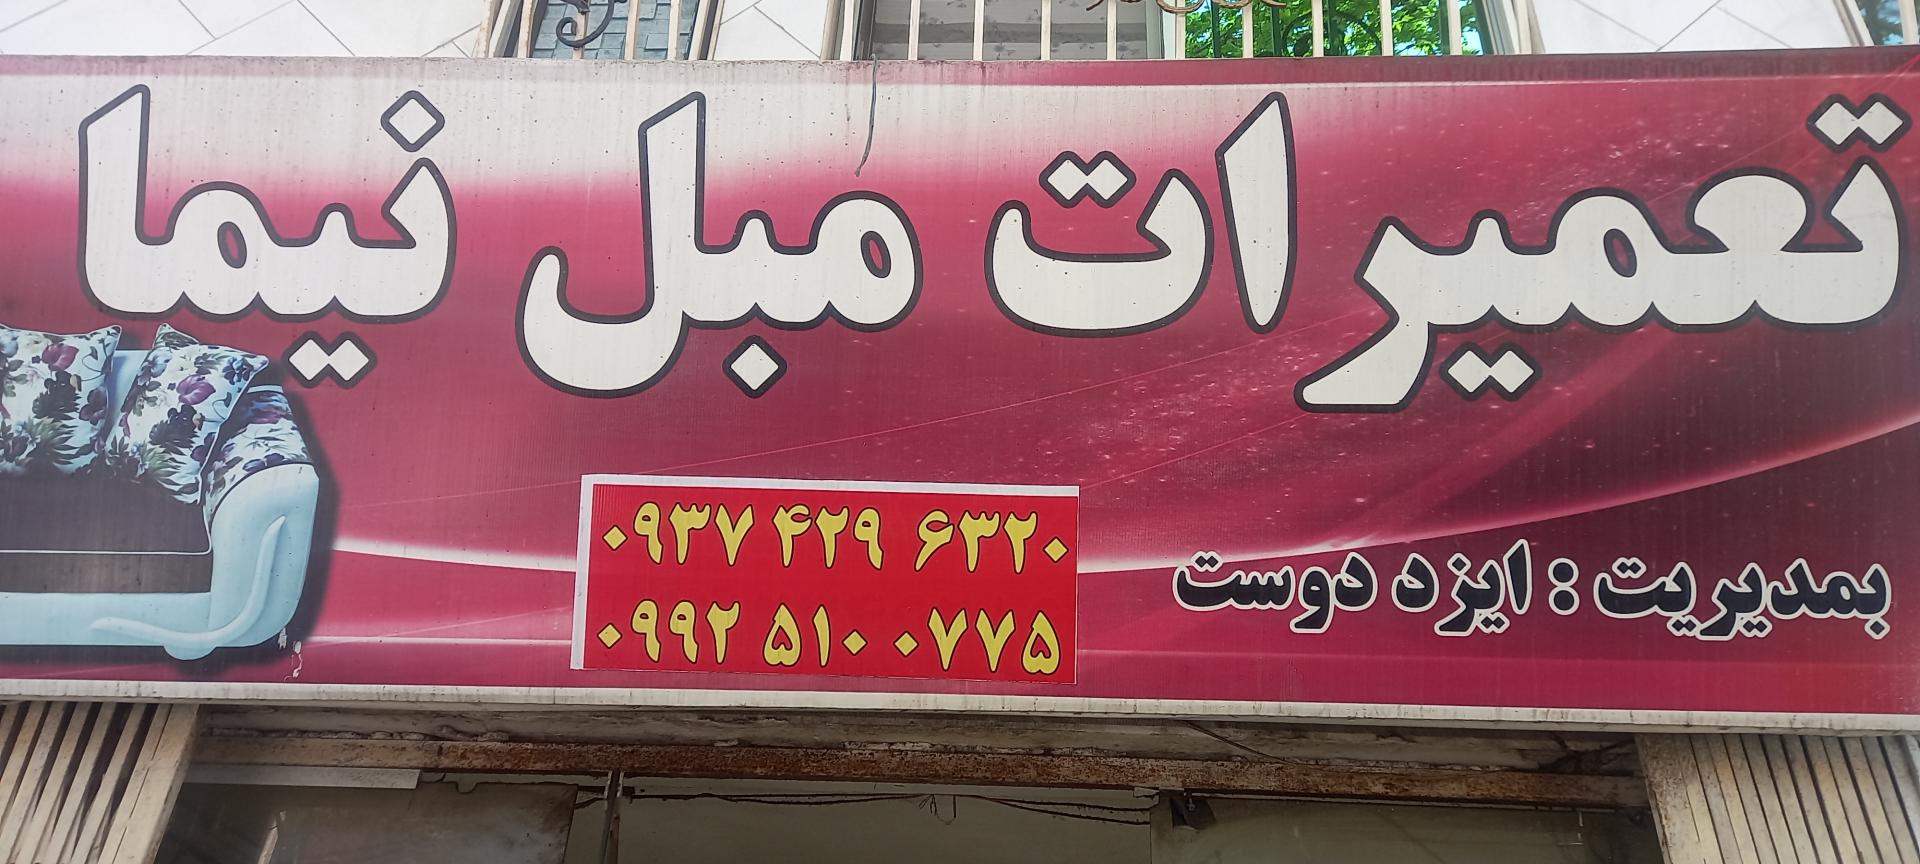 تعمیرات مبل نیما
بمدیریت : ایزد دوست
۰۹۳۷ ۴۲۹ ۶۳۲۰
۰۹۹۲ ۵۱۰ ۰۷۷۵